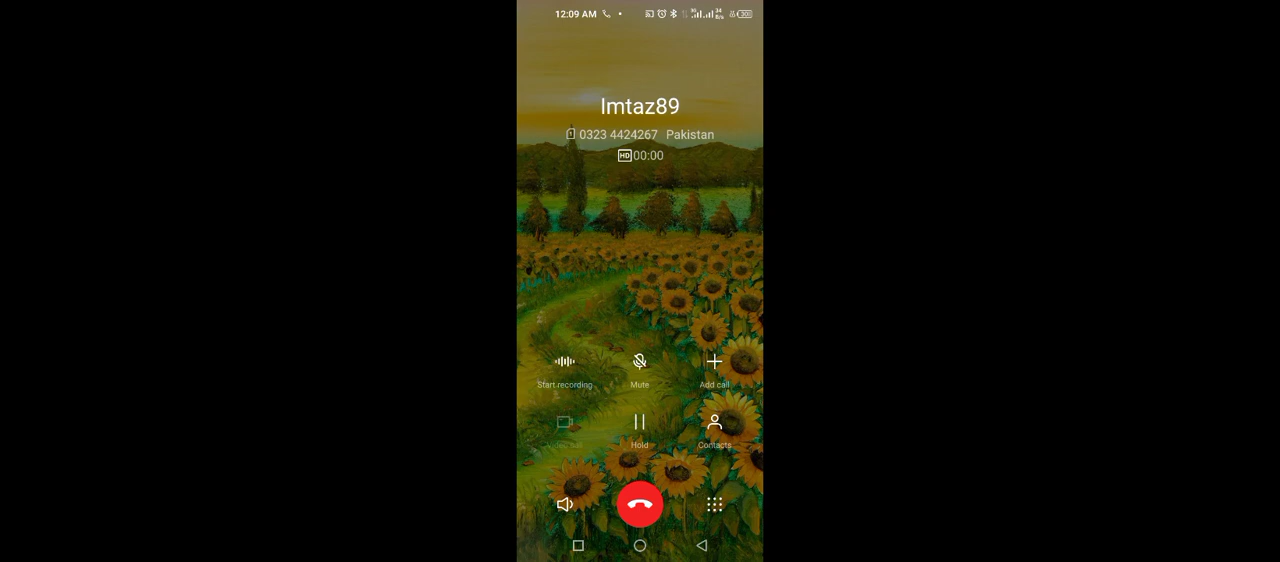 12:09 AM
Imtaz89
0323 4424267 Pakistan
HD 00:00
Start recording
Mute
Add call
Hold
Contacts